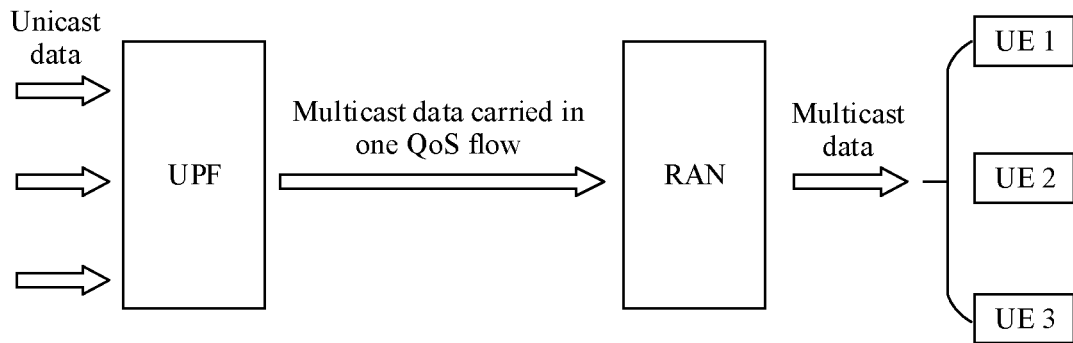 Unicast
data
UPF
Multicast data carried in
one QoS flow
RAN
Multicast
data
UE 1
UE 2
UE 3